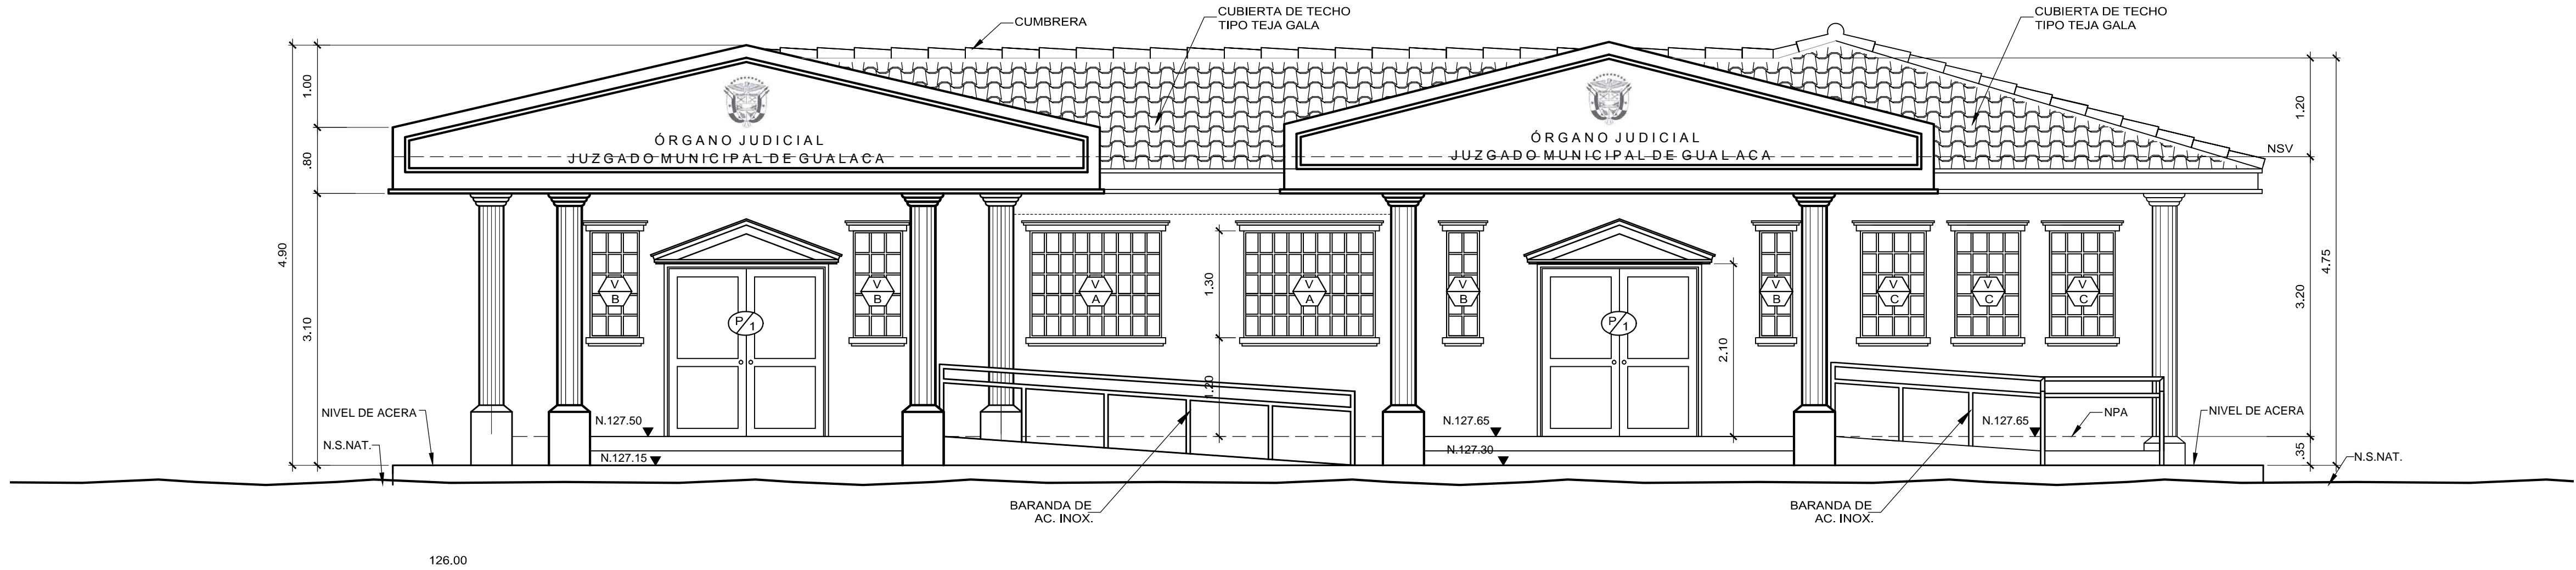 CUMBRERA
CUBIERTA DE TECHO
TIPO TEJA GALA
CUBIERTA DE TECHO
TIPO TEJA GALA
ÓRGANO JUDICIAL
JUZGADO MUNICIPAL DE GUALACA
ÓRGANO JUDICIAL
JUZGADO MUNICIPAL DE GUALACA
NSV
4.90
1.00
.80
3.10
1.20
3.20
.35
4.75
V
B
V
B
V
A
V
A
V
B
V
B
V
C
V
C
V
C
P
1
P
1
1.30
1.20
2.10
NIVEL DE ACERA
N.S.NAT.
N.127.50
N.127.15
N.127.65
N.127.30
N.127.65
NPA
NIVEL DE ACERA
N.S.NAT.
BARANDA DE
AC. INOX.
BARANDA DE
AC. INOX.
126.00